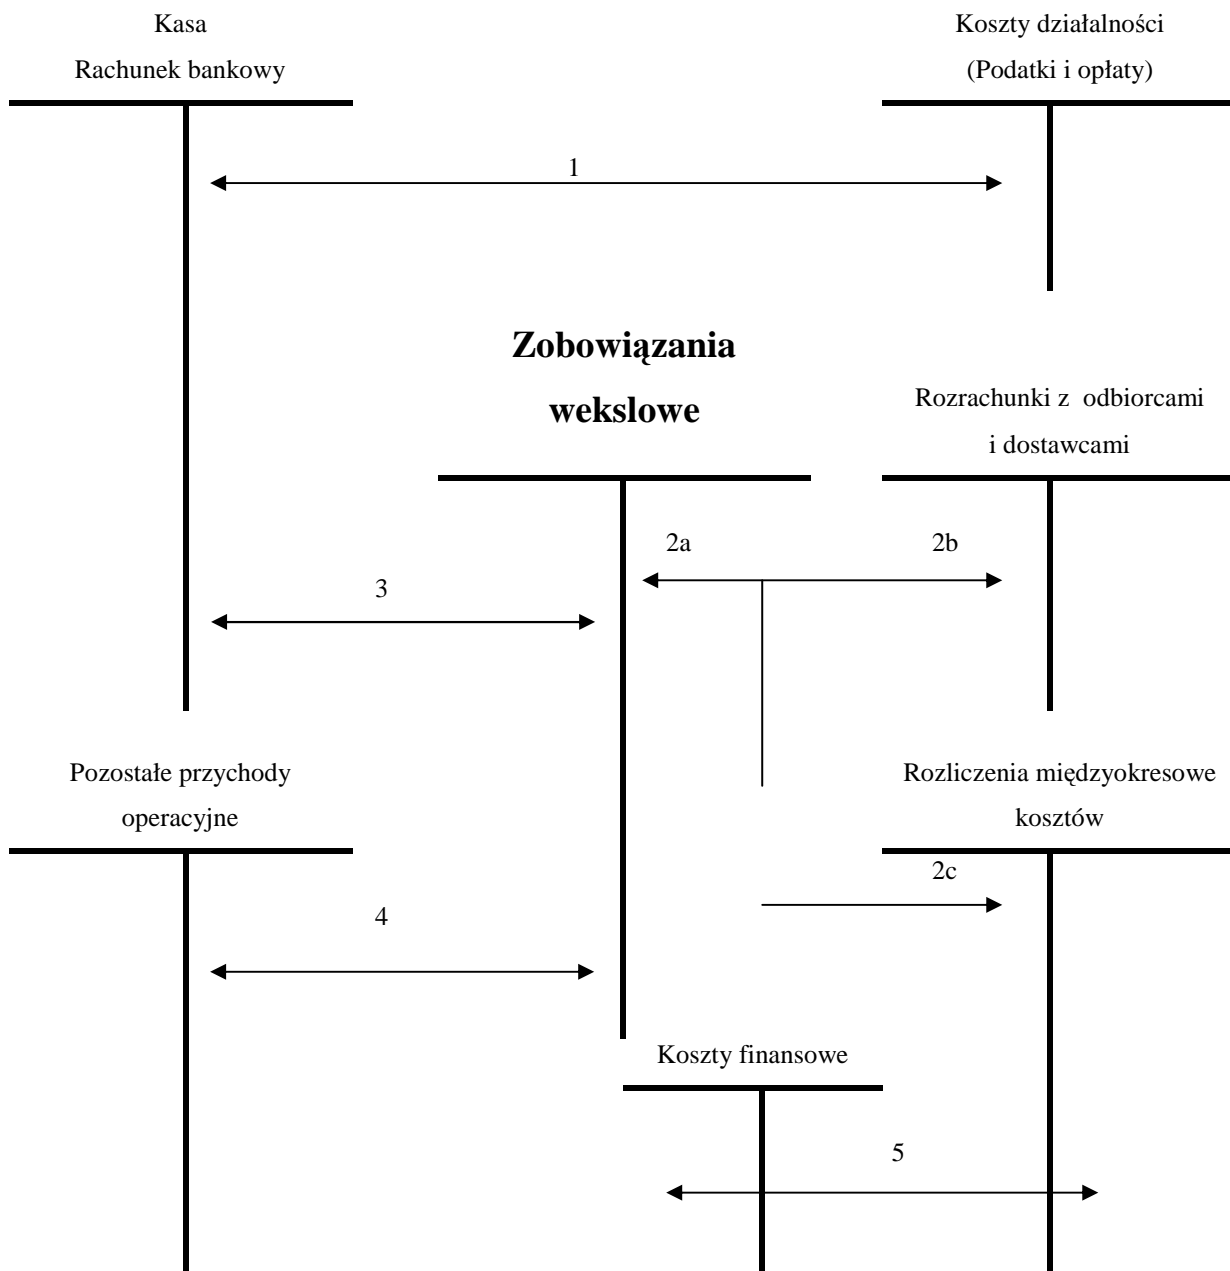 Kasa
Rachunek bankowy
Koszty działalności
(Podatki i opłaty)
1
Zobowiązania
wekslowe
Rozrachunki z odbiorcami
i dostawcami
2a
2b
3
Pozostałe przychody
operacyjne
Rozliczenia międzyokresowe
kosztów
2c
4
Koszty finansowe
5